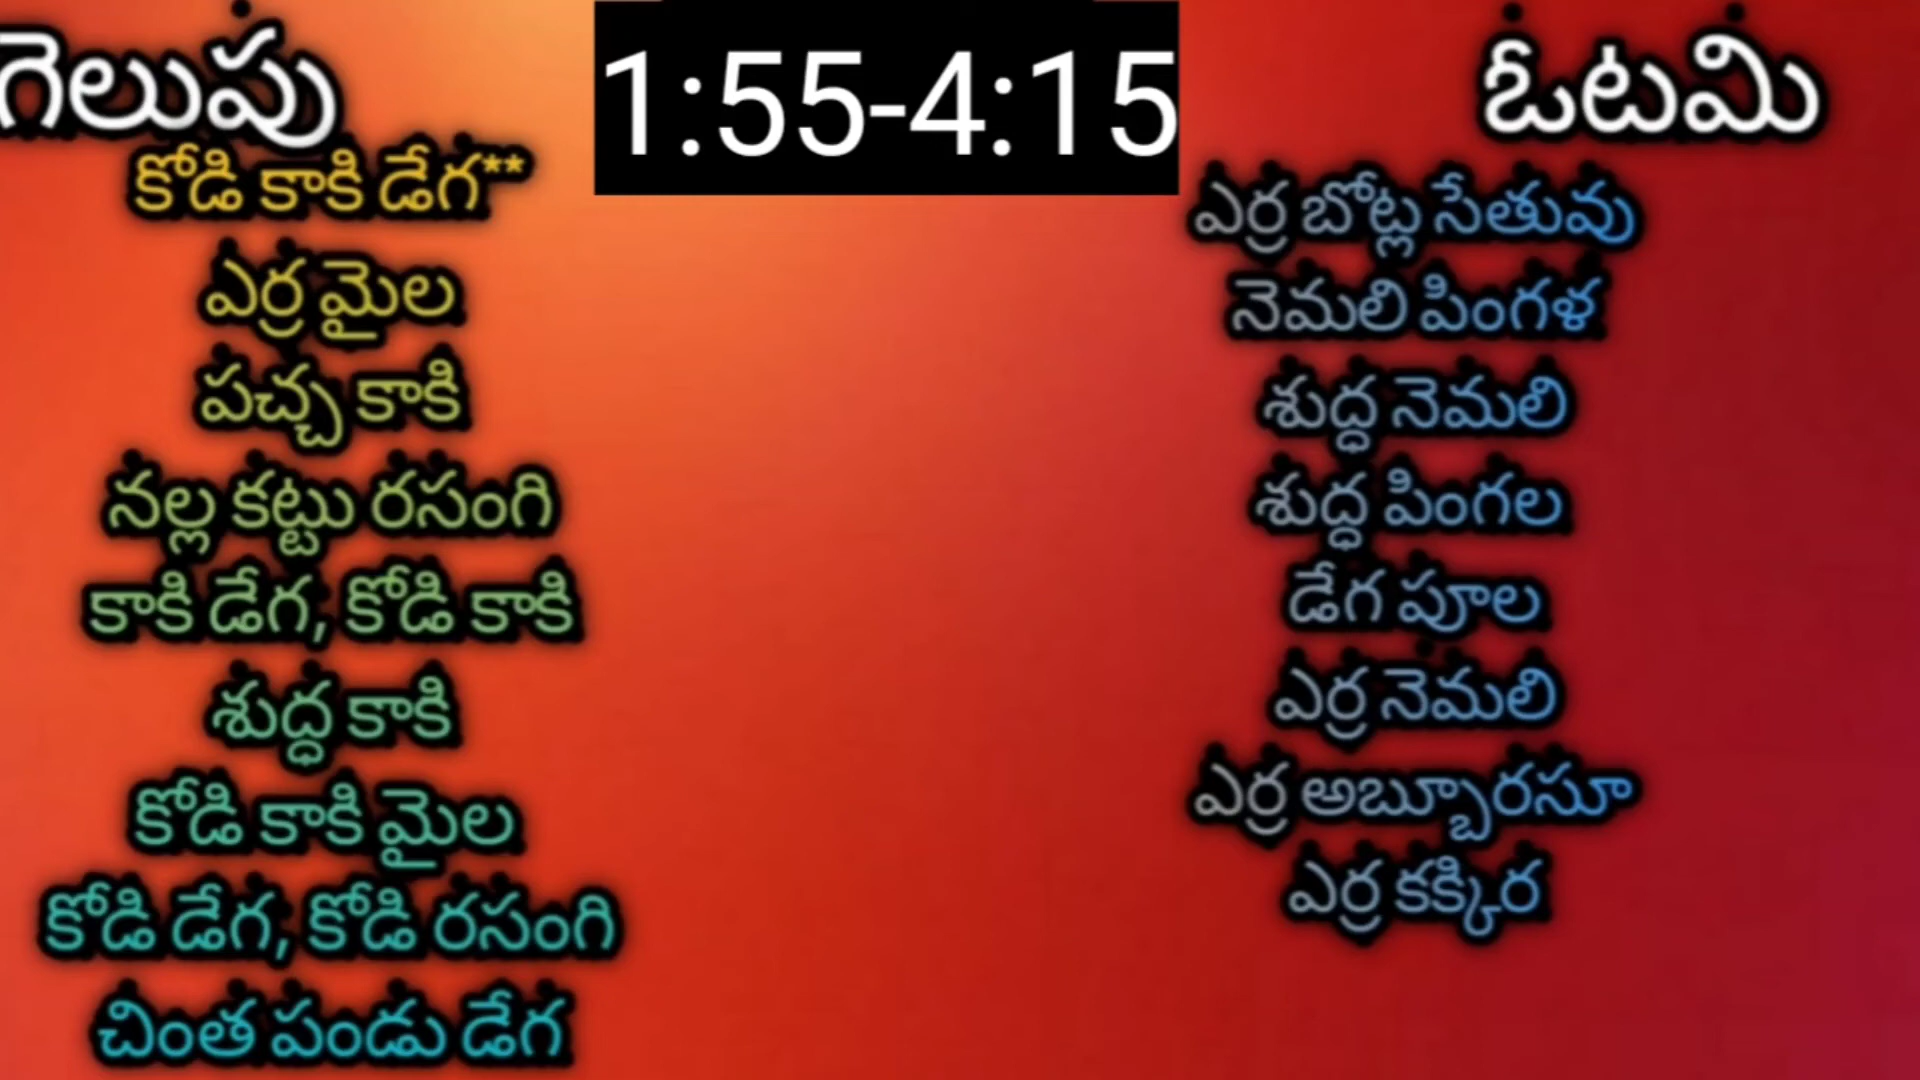 గెలుపు
1:55-4:15
ఓటమి
కోడి కాకి డేగ**
ఎర్ర మైల
పచ్చ కాకి
నల్ల కట్టు రసంగి
కాకి డేగ, కోడి కాకి
శుద్ధ కాకి
కోడి కాకి మైల
కోడి డేగ, కోడి రసంగి
చింత పండు డేగ
ఎర్ర బోట్ల సేతువు
నెమలి పింగళ
శుద్ధ నెమలి
శుద్ధ పింగల
డేగ పూల
ఎర్ర నెమలి
ఎర్ర అబ్బూరసూ
ఎర్ర కక్కిర